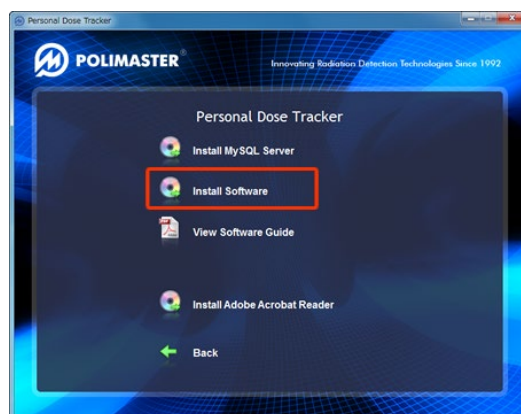 Personal Dose Tracker
POLIMASTER®
Innovating Radiation Detection Technologies Since 1992
Personal Dose Tracker
Install MySQL Server
Install Software
View Software Guide
Install Adobe Acrobat Reader
Back